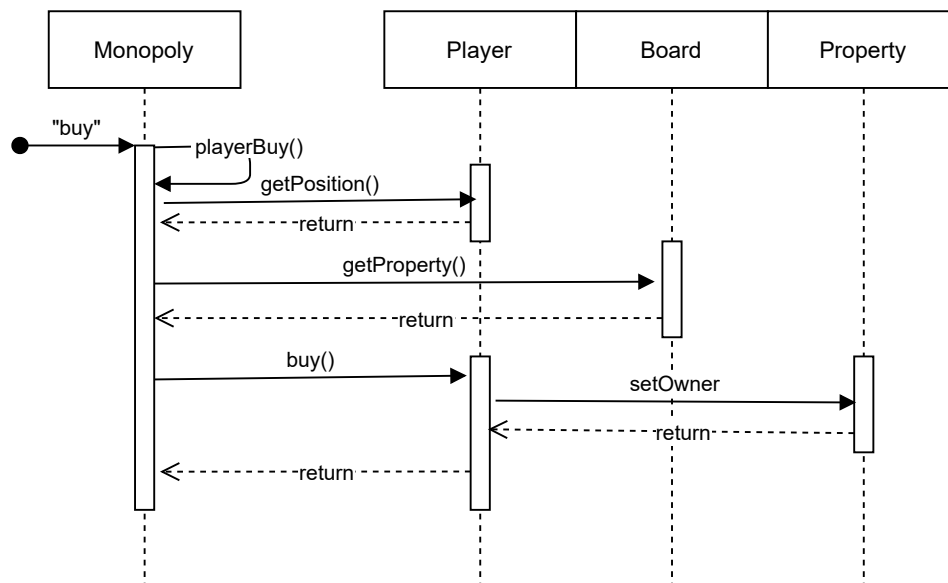 Monopoly
Player
Board
Property
"buy"
playerBuy()
getPosition()
return
getProperty()
return
buy()
setOwner
return
return